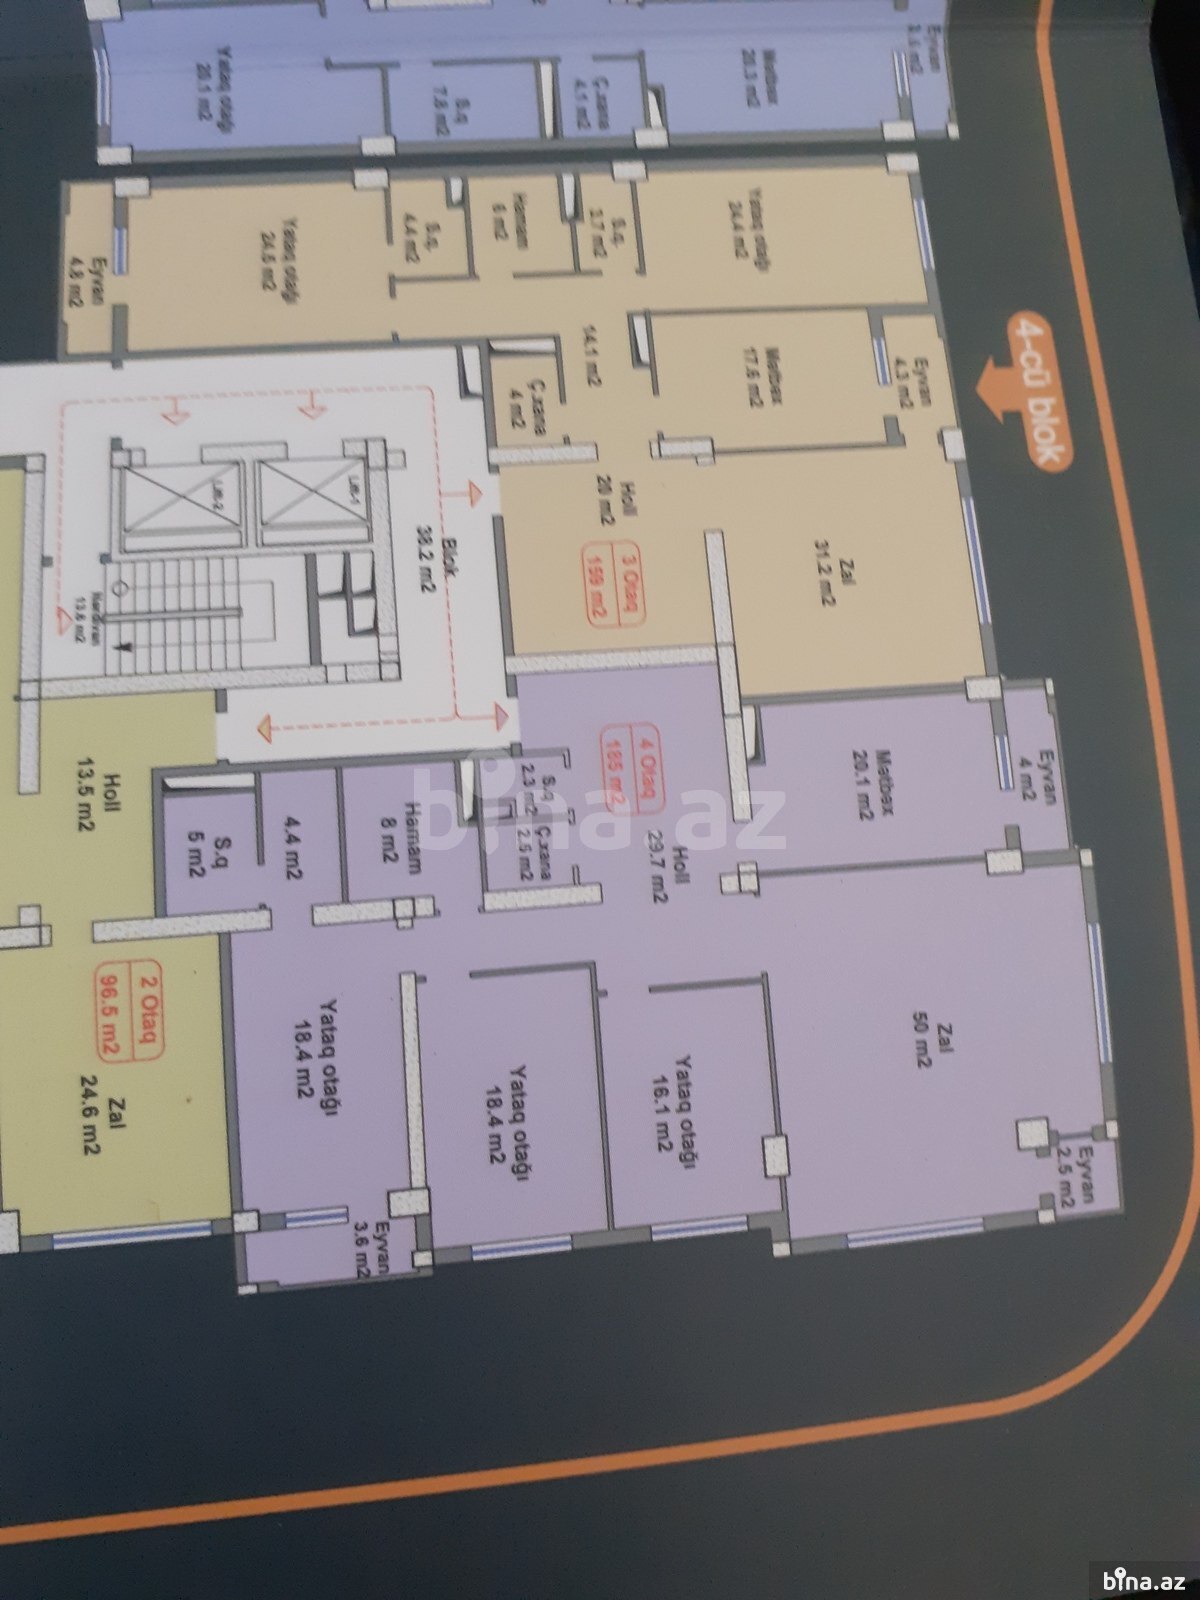 Yataq otağı
20.1 m2
S.q
7.8 m2
Ç.xana
4.1 m2
Mətbəx
20.3 m2
Eyvan
4-cü blok
Eyvan
4.8 m2
Yataq otağı
24.5 m2
S.q.
4.4 m2
Hamam
6 m2
S.q.
Yataq otağı
24.4 m2
14.1 m2
Ç.xana
4 m2
Mətbəx
17.6 m2
Eyvan
4.3 m2
Holl
20 m2
3 Otaq
159 m2
Zal
31.2 m2
Lift-1
Lift-2
Blok
38.2 m2
Nərdivan
13.6 m2
Holl
13.5 m2
S.q
5 m2
4.4 m2
Hamam
8 m2
S.q
2.3 m2
Ç.xana
2.5 m2
4 Otaq
185 m2
Holl
29.7 m2
Mətbəx
20.1 m2
Eyvan
4 m2
2 Otaq
96.5 m2
Zal
24.6 m2
Yataq otağı
18.4 m2
Yataq otağı
18.4 m2
Yataq otağı
16.1 m2
Zal
50 m2
Eyvan
2.5 m2
Eyvan
3.6 m2
bina.az
bina.az